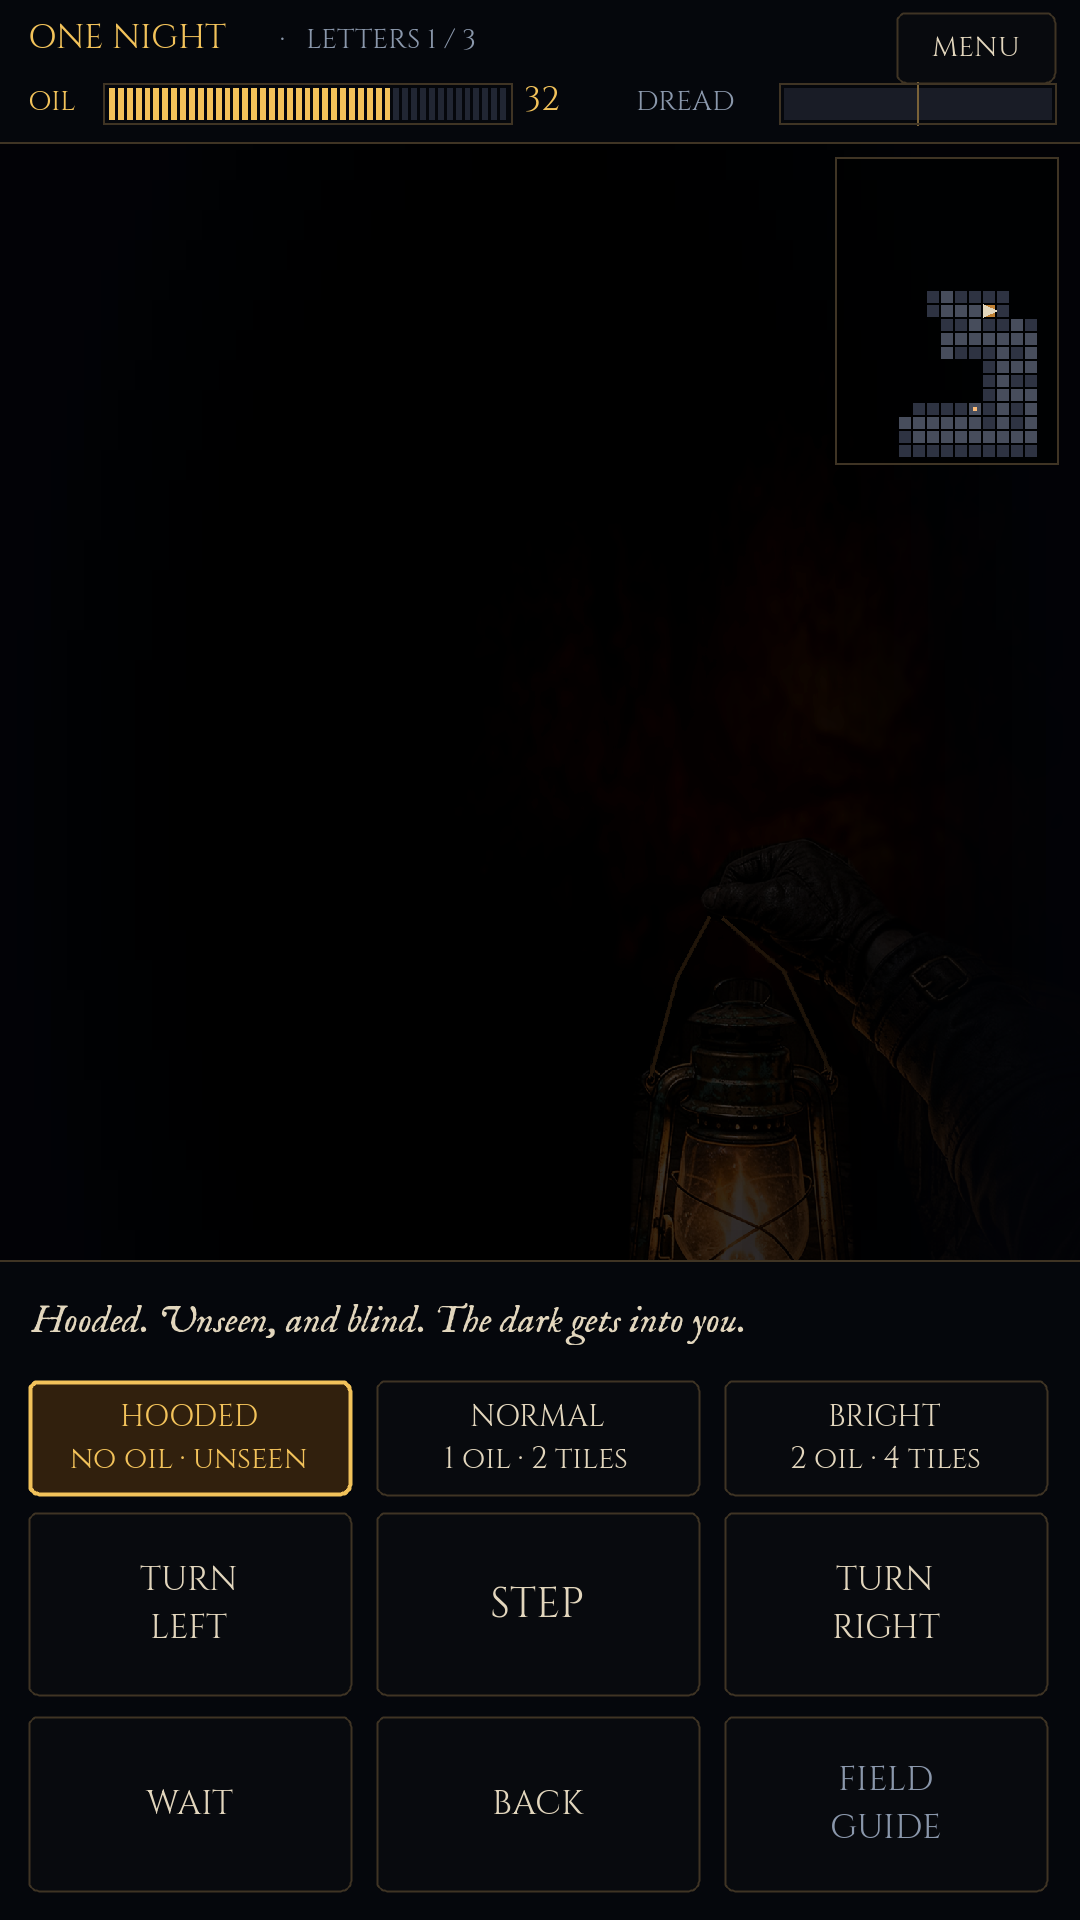 ONE NIGHT · LETTERS 1 / 3
MENU
OIL 32 DREAD
Hooded. Unseen, and blind. The dark gets into you.
HOODED
NO OIL · UNSEEN
NORMAL
1 OIL · 2 TILES
BRIGHT
2 OIL · 4 TILES
TURN
LEFT
STEP
TURN
RIGHT
WAIT
BACK
FIELD
GUIDE